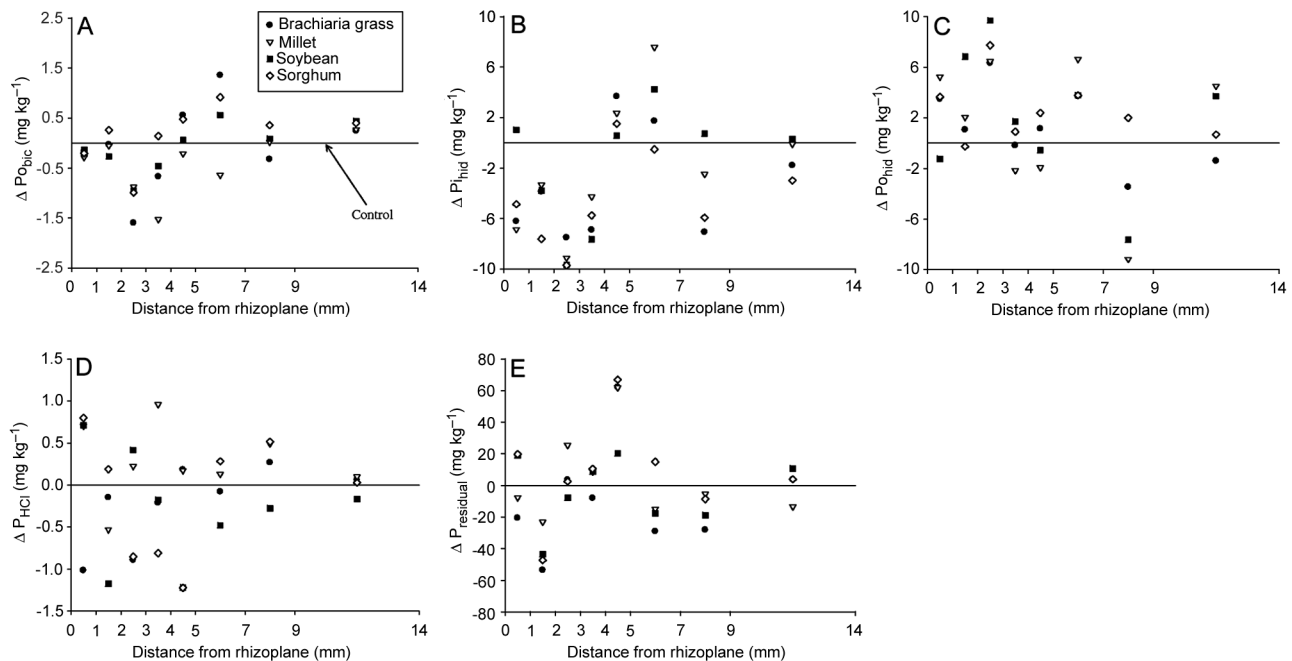 A
Brachiaria grass
Millet
Soybean
Sorghum
Control
Δ Pobic (mg kg–1)
2.5
1.5
0.5
-0.5
-1.5
-2.5
0 1 2 3 4 5 7 9 14
Distance from rhizoplane (mm)
B
Δ Pihid (mg kg–1)
10
6
2
-2
-6
-10
0 1 2 3 4 5 7 9 14
Distance from rhizoplane (mm)
C
Δ Pohid (mg kg–1)
10
6
2
-2
-6
-10
0 1 2 3 4 5 7 9 14
Distance from rhizoplane (mm)
D
Δ PHCl (mg kg–1)
1.5
1.0
0.5
0.0
-0.5
-1.0
-1.5
0 1 2 3 4 5 7 9 14
Distance from rhizoplane (mm)
E
Δ Presidual (mg kg–1)
80
60
40
20
0
-20
-40
-60
-80
0 1 2 3 4 5 7 9 14
Distance from rhizoplane (mm)